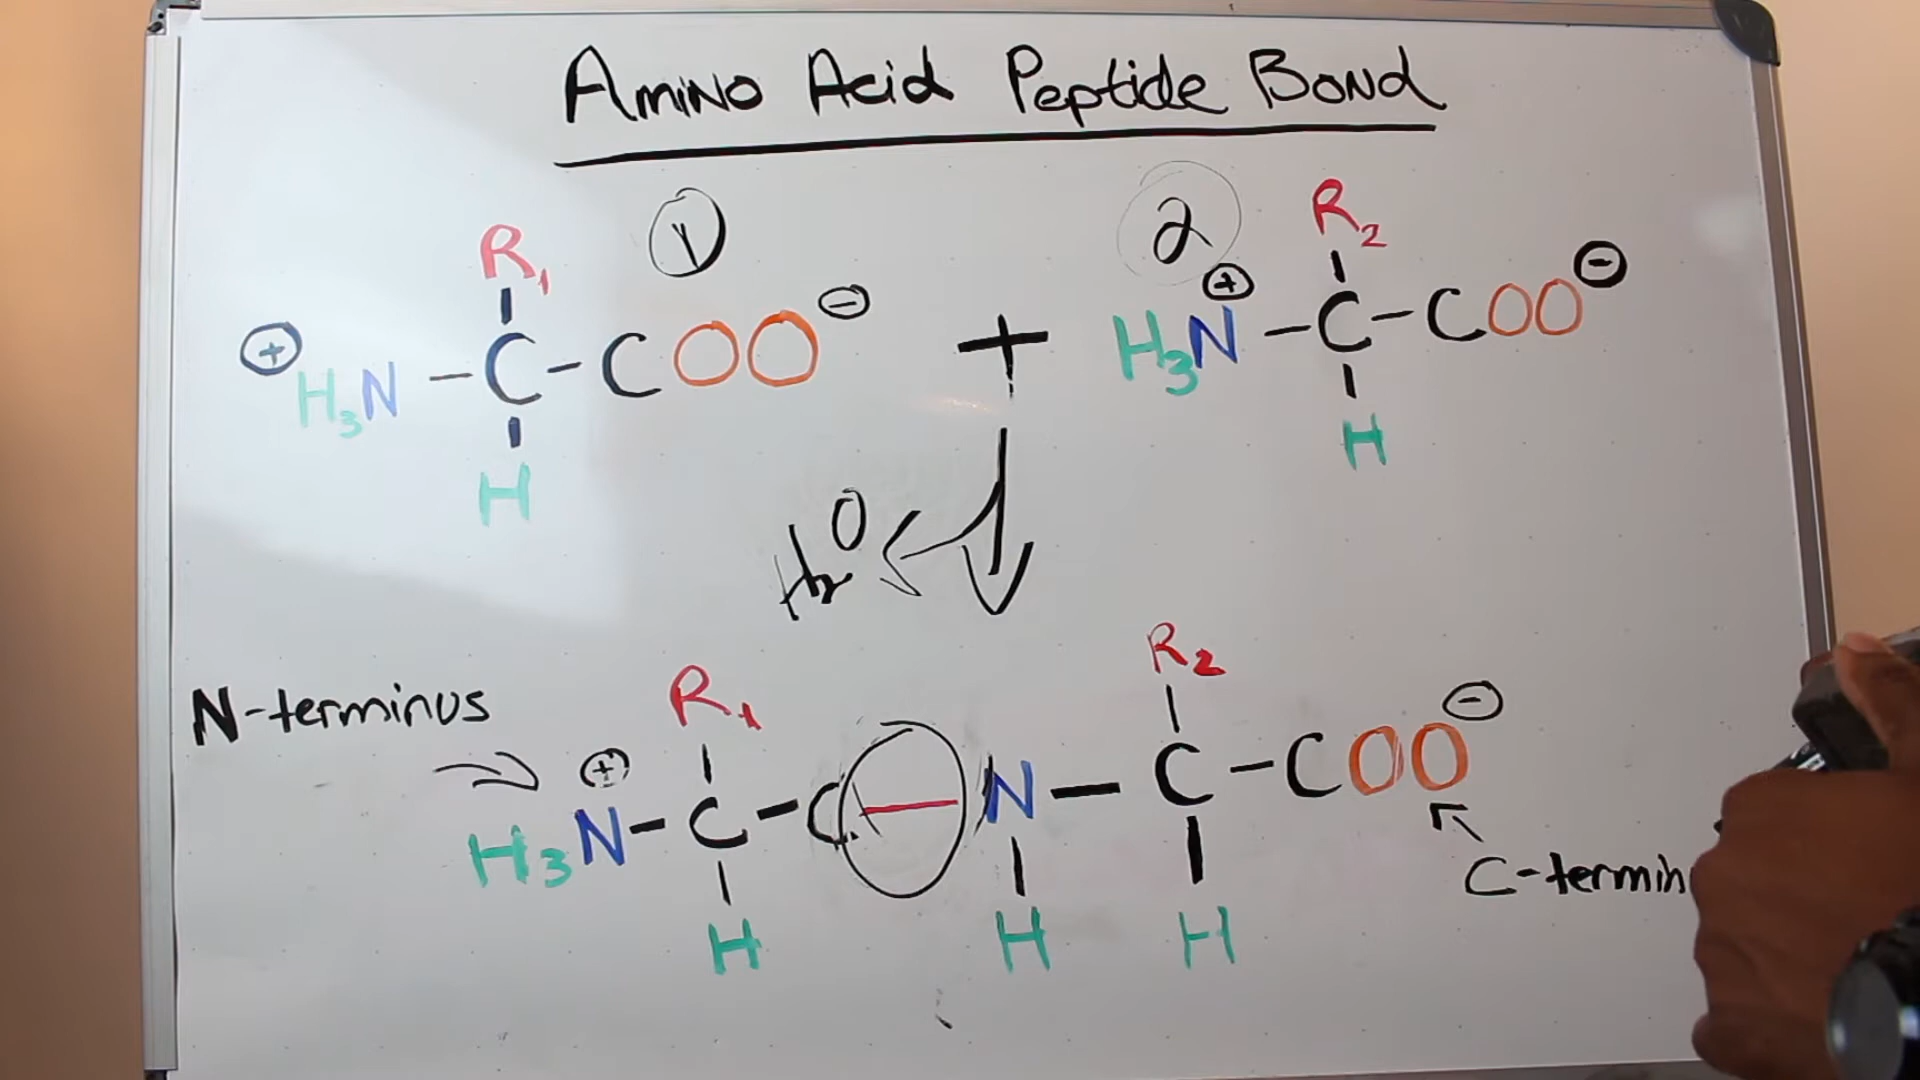 Amino Acid Peptide Bond
1
2
R1
R2
⊕ H3N - C - COO ⊖
+
H3N ⊕ - C - COO ⊖
H
H
H2O
N-terminus
R1
R2
H3N ⊕ - C - C - N - C - COO ⊖
H
H
H
C-termin